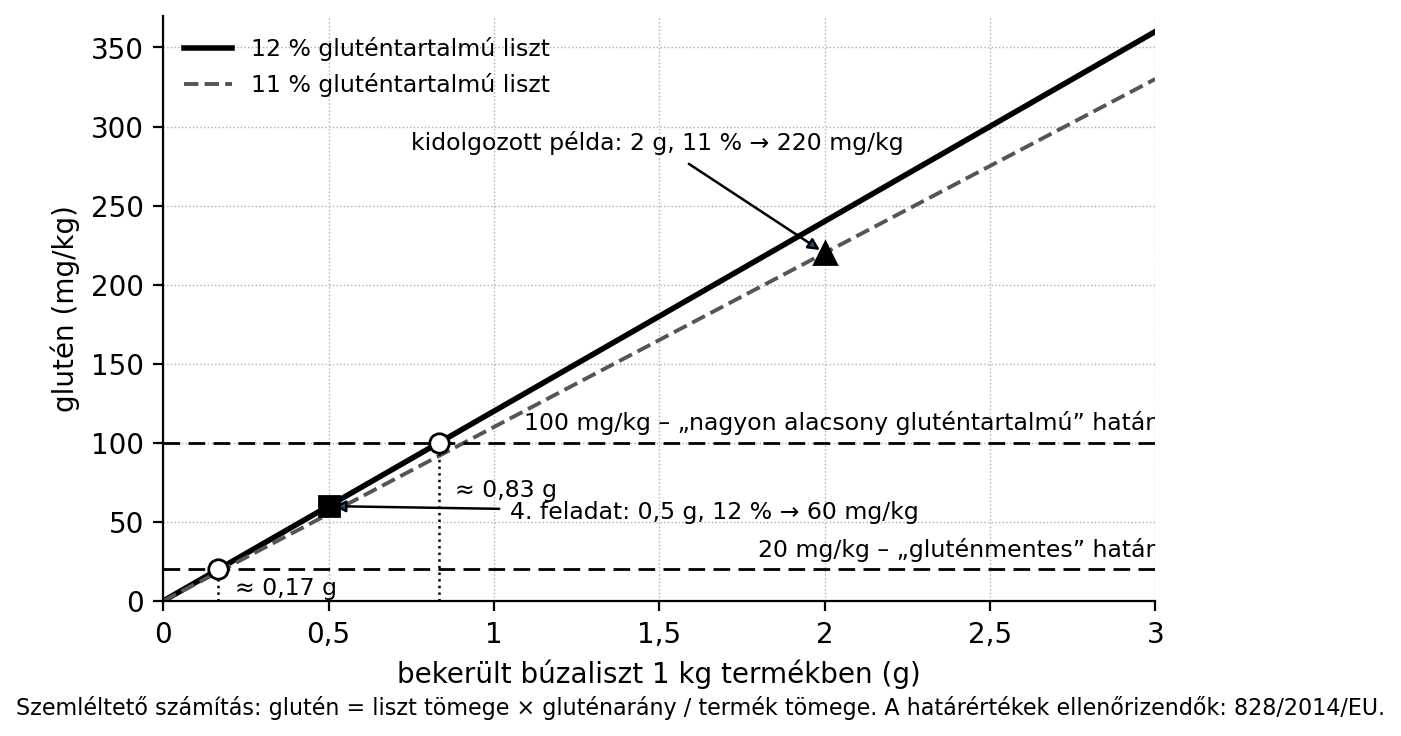 350
300
250
200
150
100
50
0
glutén (mg/kg)
12 % gluténtartalmú liszt
11 % gluténtartalmú liszt
kidolgozott példa: 2 g, 11 % → 220 mg/kg
100 mg/kg – „nagyon alacsony gluténtartalmú” határ
≈ 0,83 g
4. feladat: 0,5 g, 12 % → 60 mg/kg
20 mg/kg – „gluténmentes” határ
≈ 0,17 g
0 0,5 1 1,5 2 2,5 3
bekerült búzaliszt 1 kg termékben (g)
Szemléltető számítás: glutén = liszt tömege × gluténarány / termék tömege. A határértékek ellenőrizendők: 828/2014/EU.